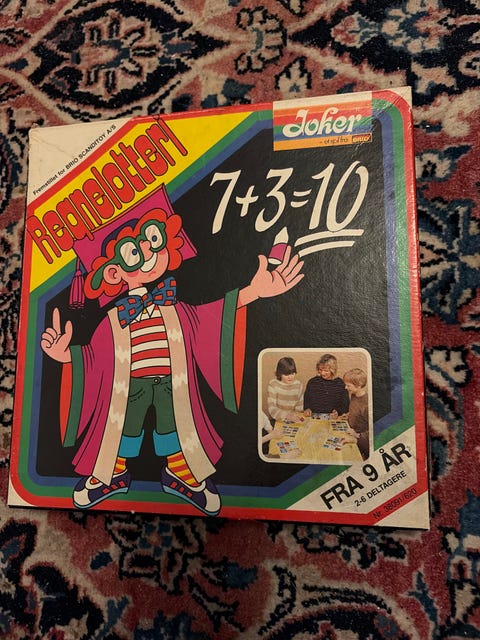 Fremstillet for BRIO SCANDITOY A/S
Regnelotteri
Joker
- et spil fra BRIO
7+3=10
FRA 9 ÅR
2-6 DELTAGERE